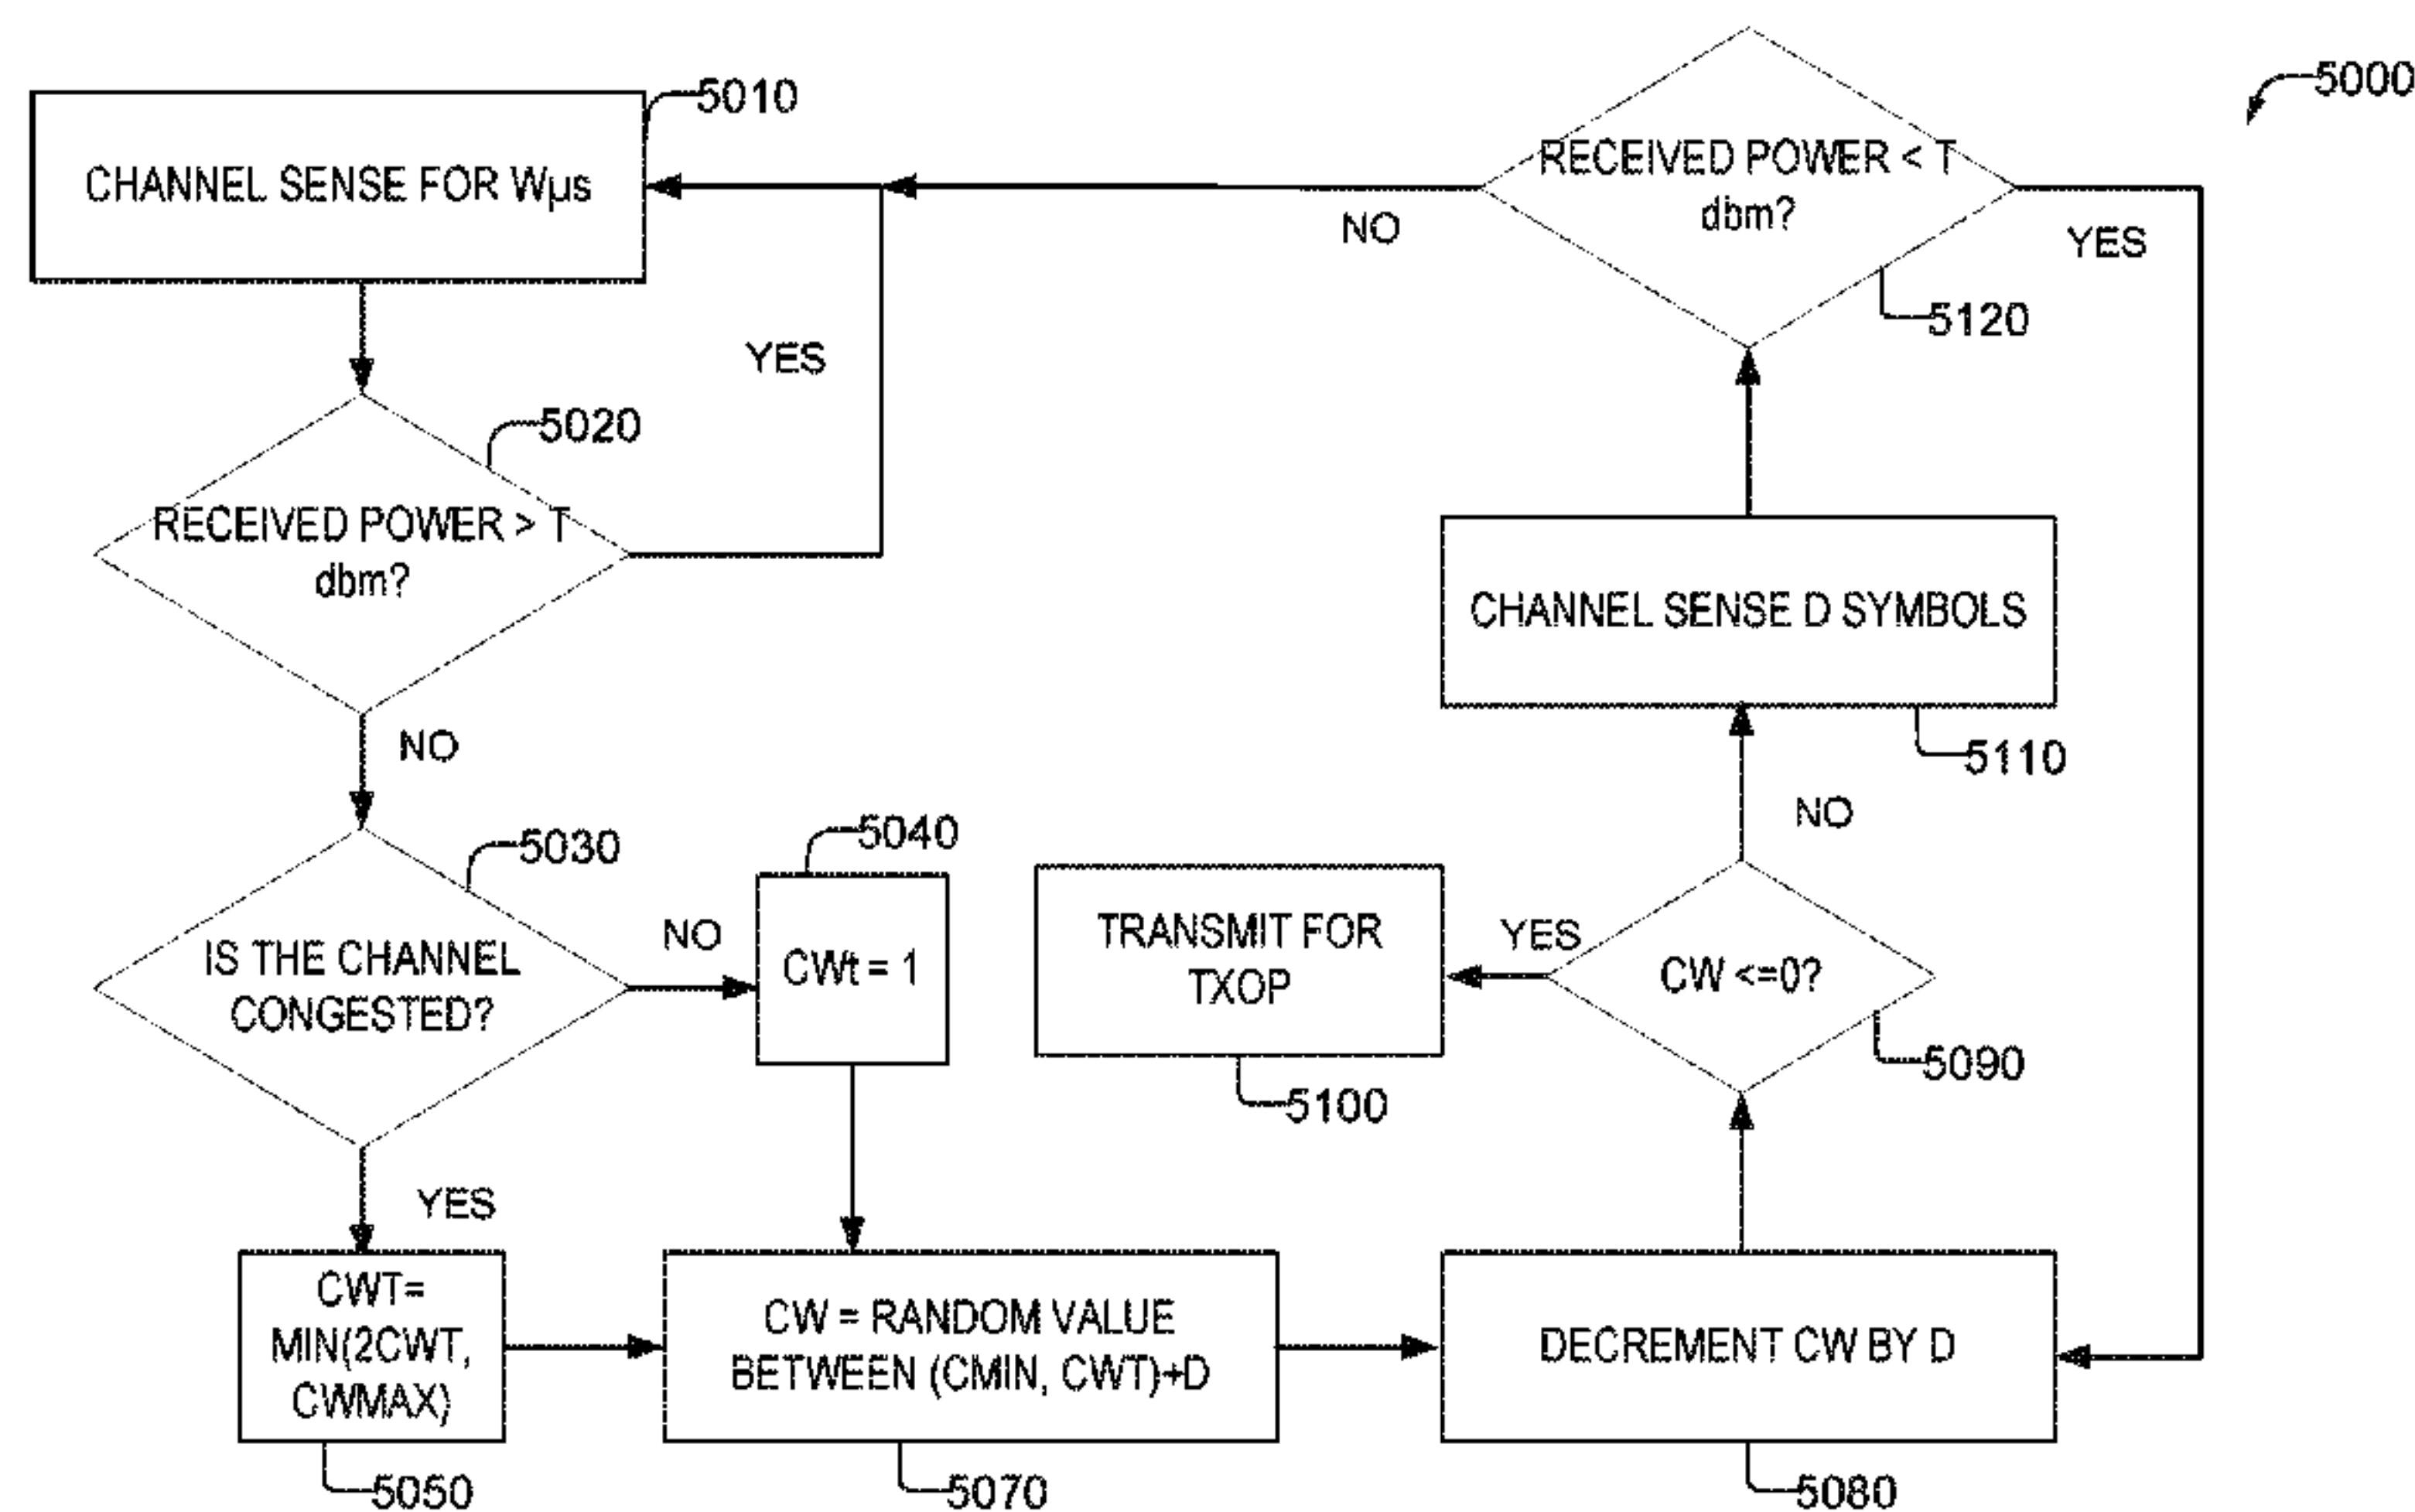 5000
5010
CHANNEL SENSE FOR Wµs
RECEIVED POWER < T
dbm?
NO
YES
5120
YES
5020
RECEIVED POWER > T
dbm?
CHANNEL SENSE D SYMBOLS
NO
5110
NO
5030
5040
IS THE CHANNEL
CONGESTED?
NO
CWt = 1
TRANSMIT FOR
TXOP
YES
CW <=0?
5090
5100
YES
CWT=
MIN(2CWT,
CWMAX)
CW = RANDOM VALUE
BETWEEN (CMIN, CWT)+D
DECREMENT CW BY D
5050
5070
5080